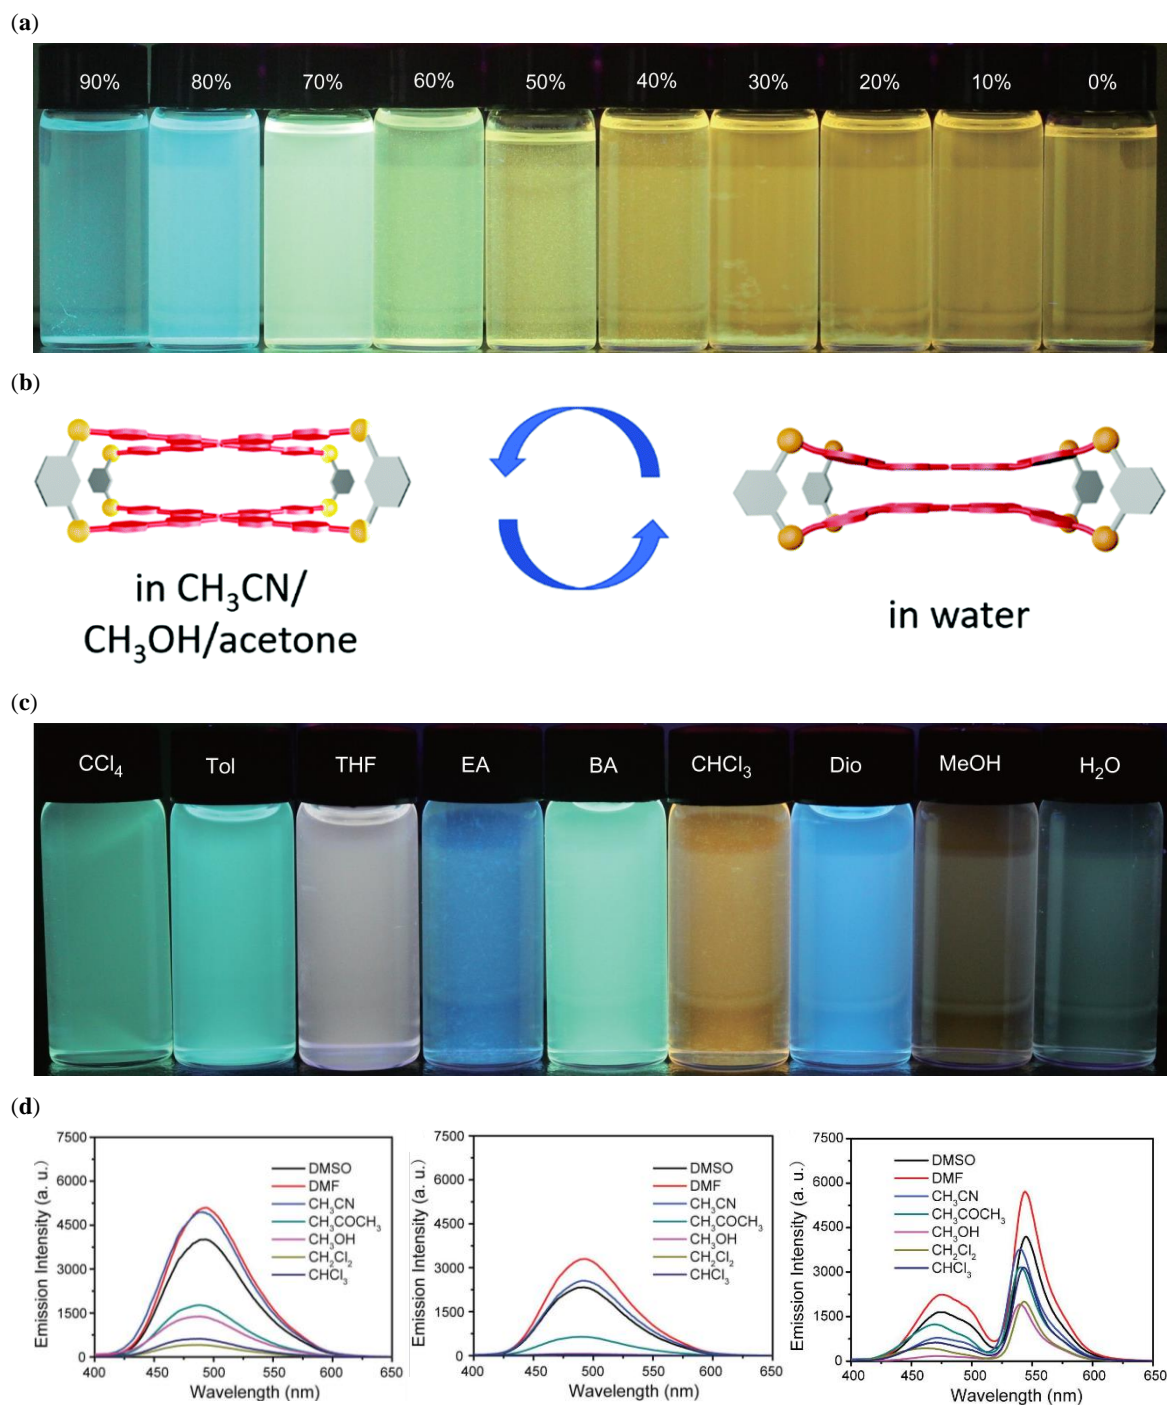 (a)
90% 80% 70% 60% 50% 40% 30% 20% 10% 0%
(b)
in CH₃CN/
CH₃OH/acetone
in water
(c)
CCl₄ Tol THF EA BA CHCl₃ Dio MeOH H₂O
(d)
7500
6000
4500
3000
1500
0
Emission Intensity (a. u.)
DMSO
DMF
CH₃CN
CH₃COCH₃
CH₃OH
CH₂Cl₂
CHCl₃
400 450 500 550 600 650
Wavelength (nm)
7500
6000
4500
3000
1500
0
Emission Intensity (a. u.)
DMSO
DMF
CH₃CN
CH₃COCH₃
CH₃OH
CH₂Cl₂
CHCl₃
400 450 500 550 600 650
Wavelength (nm)
7500
6000
4500
3000
1500
0
Emission Intensity (a. u.)
DMSO
DMF
CH₃CN
CH₃COCH₃
CH₃OH
CH₂Cl₂
CHCl₃
400 450 500 550 600 650
Wavelength (nm)